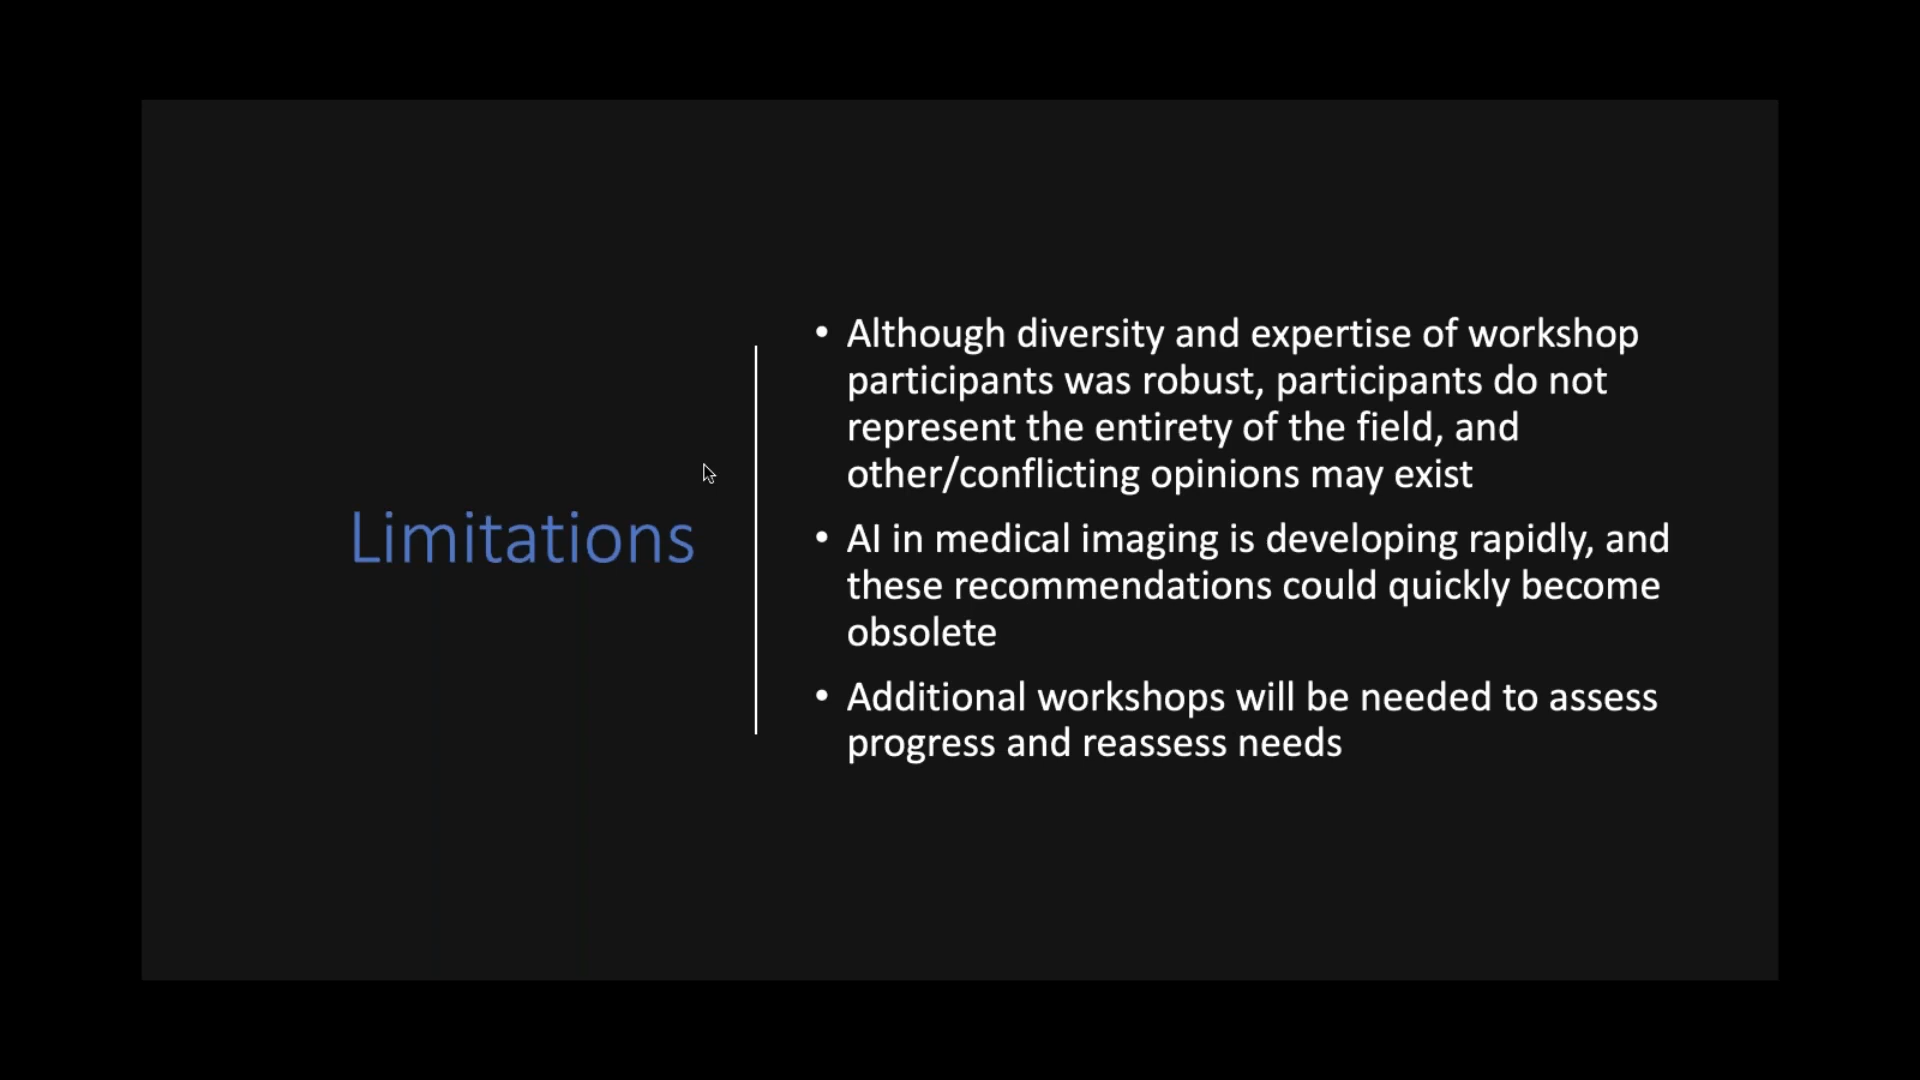 Limitations
• Although diversity and expertise of workshop
participants was robust, participants do not
represent the entirety of the field, and
other/conflicting opinions may exist
• AI in medical imaging is developing rapidly, and
these recommendations could quickly become
obsolete
• Additional workshops will be needed to assess
progress and reassess needs